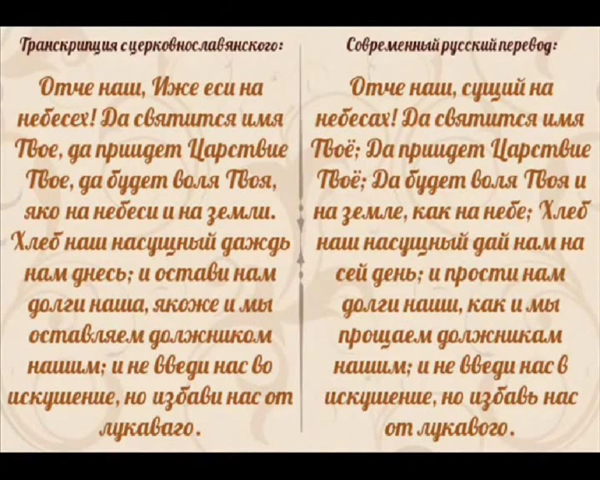 Транскрипция с церковнославянского:
Отче наш, Иже еси на
небесех! Да святится имя
Твое, да приидет Царствие
Твое, да будет воля Твоя,
яко на небеси и на земли.
Хлеб наш насущный даждь
нам днесь; и остави нам
долги наша, якоже и мы
оставляем должником
нашим; и не введи нас во
искушение, но избави нас от
лукаваго.
Современный русский перевод:
Отче наш, сущий на
небесах! Да святится имя
Твоё; Да приидет Царствие
Твоё; Да будет воля Твоя и
на земле, как на небе; Хлеб
наш насущный дай нам на
сей день; и прости нам
долги наши, как и мы
прощаем должникам
нашим; и не введи нас в
искушение, но избавь нас
от лукавого.